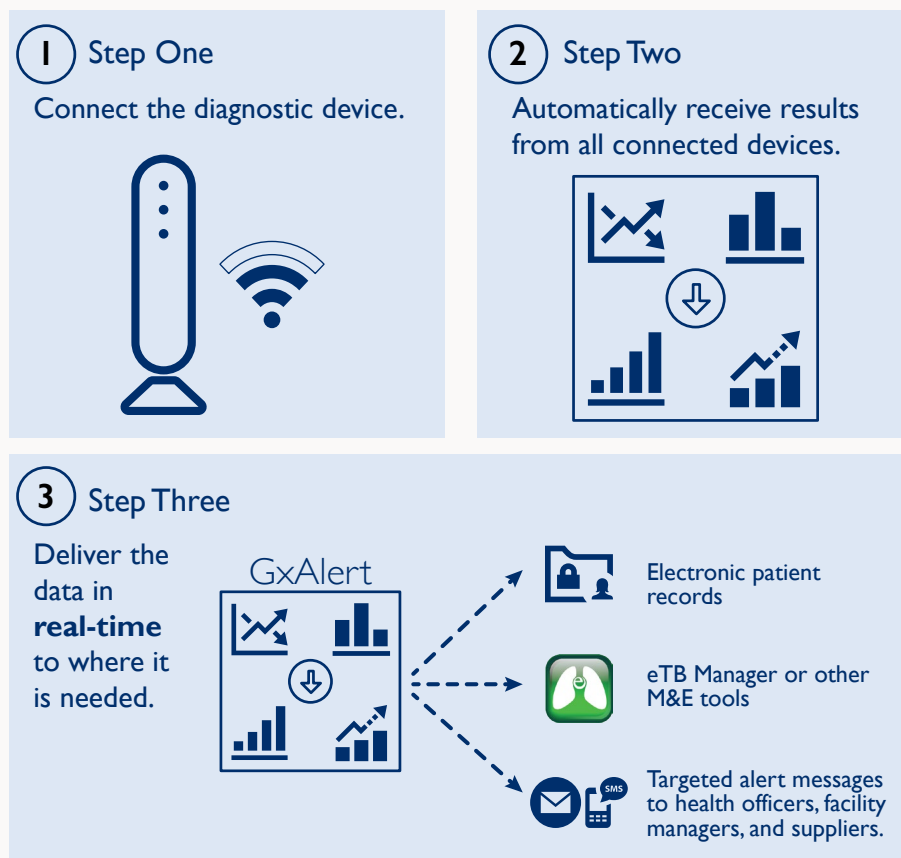 1 Step One
Connect the diagnostic device.
2 Step Two
Automatically receive results
from all connected devices.
3 Step Three
Deliver the
data in
real-time
to where it
is needed.
GxAlert
Electronic patient
records
e
eTB Manager or other
M&E tools
SMS
Targeted alert messages
to health officers, facility
managers, and suppliers.